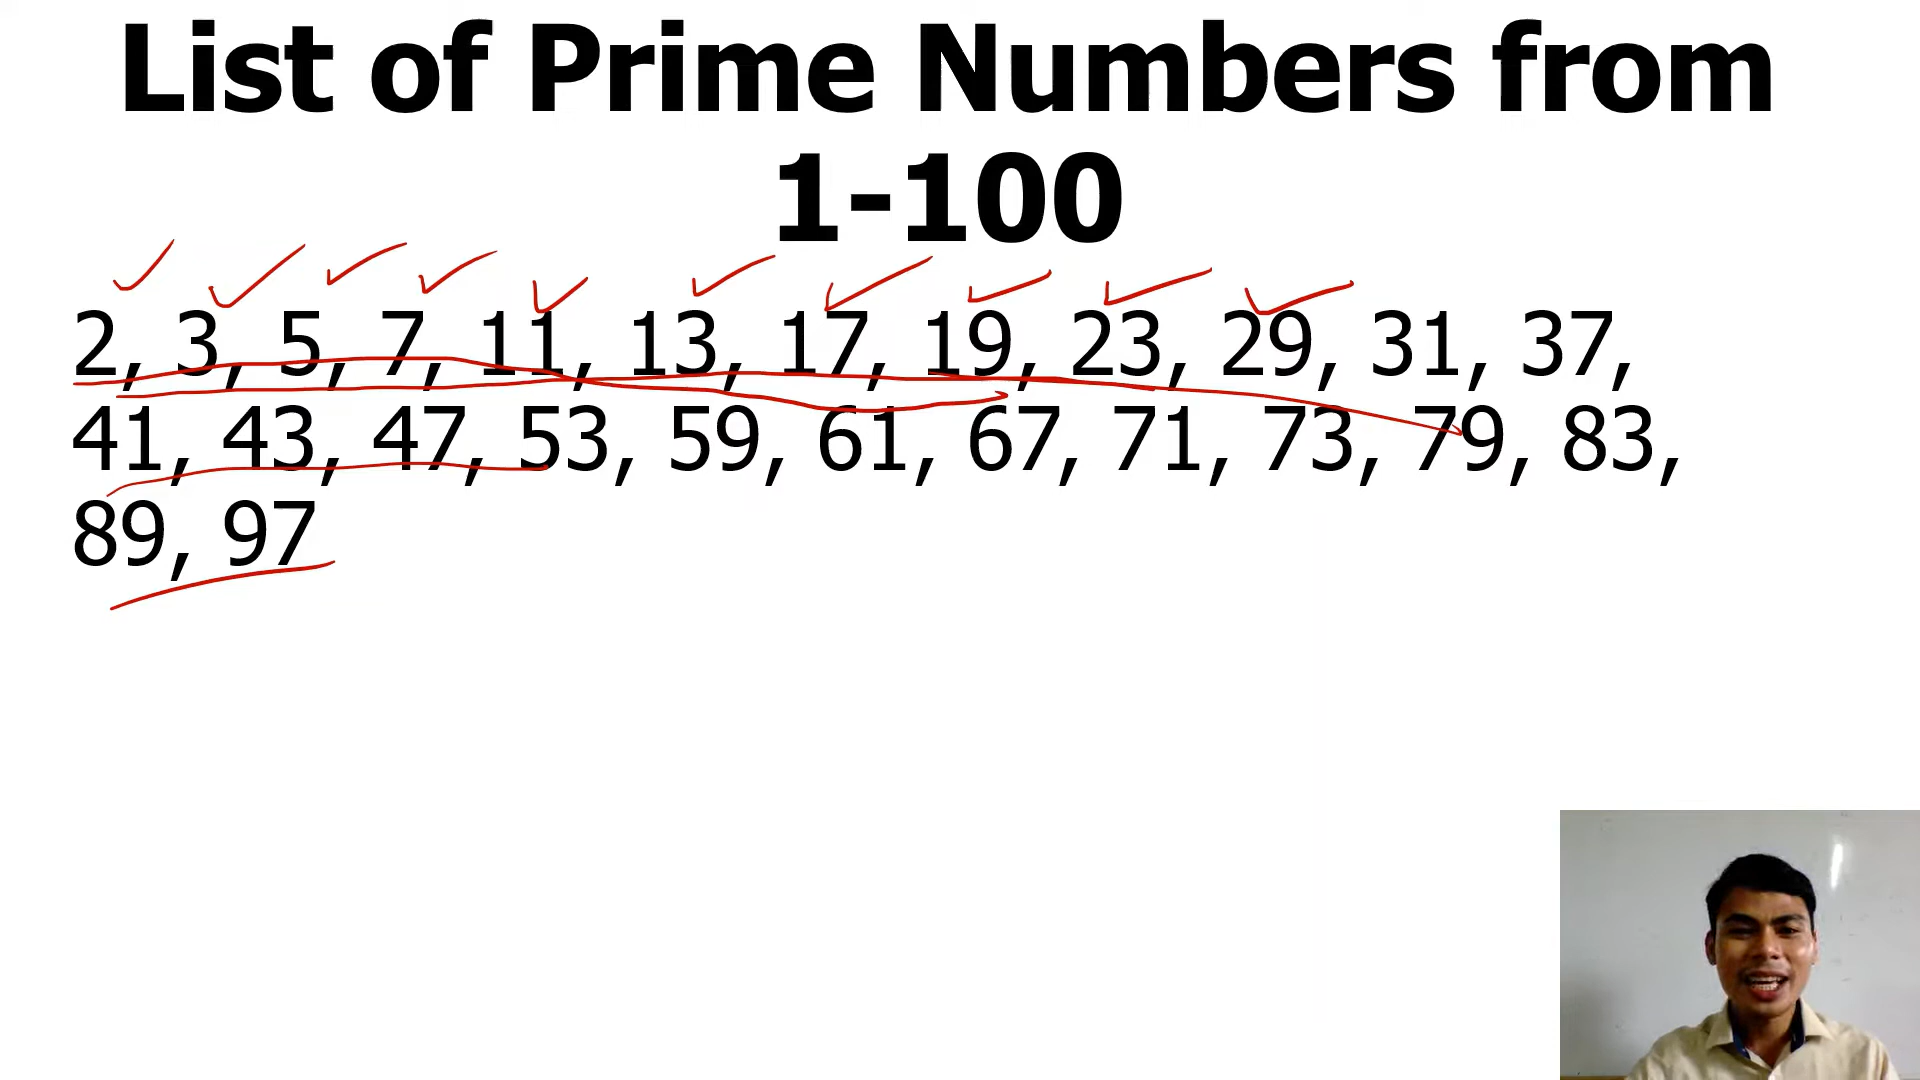 List of Prime Numbers from
1-100
2, 3, 5, 7, 11, 13, 17, 19, 23, 29, 31, 37,
41, 43, 47, 53, 59, 61, 67, 71, 73, 79, 83,
89, 97